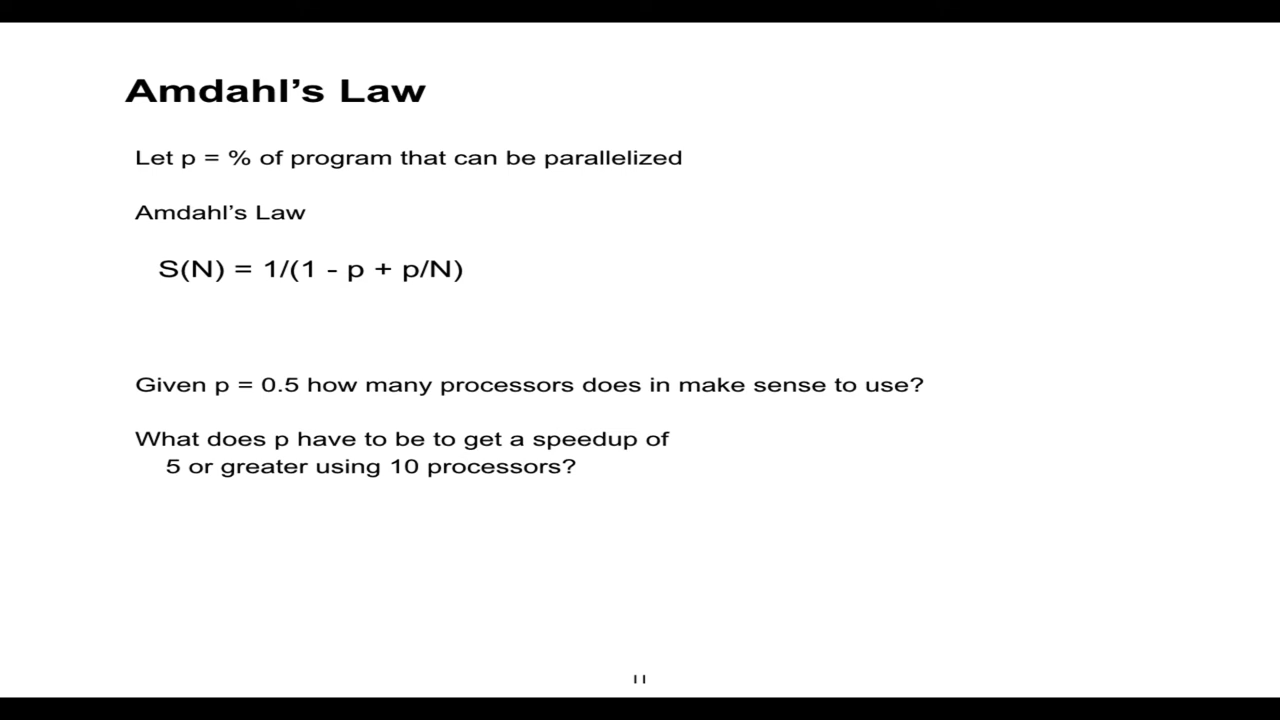 Amdahl's Law
Let p = % of program that can be parallelized
Amdahl's Law
S(N) = 1/(1 - p + p/N)
Given p = 0.5 how many processors does in make sense to use?
What does p have to be to get a speedup of
5 or greater using 10 processors?
11